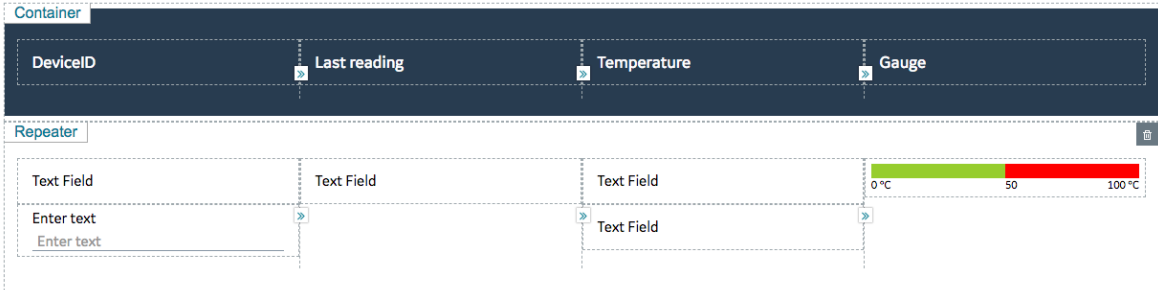 Container
DeviceID Last reading Temperature Gauge
Repeater
Text Field Text Field Text Field
0 °C 50 100 °C
Enter text
Text Field
Enter text